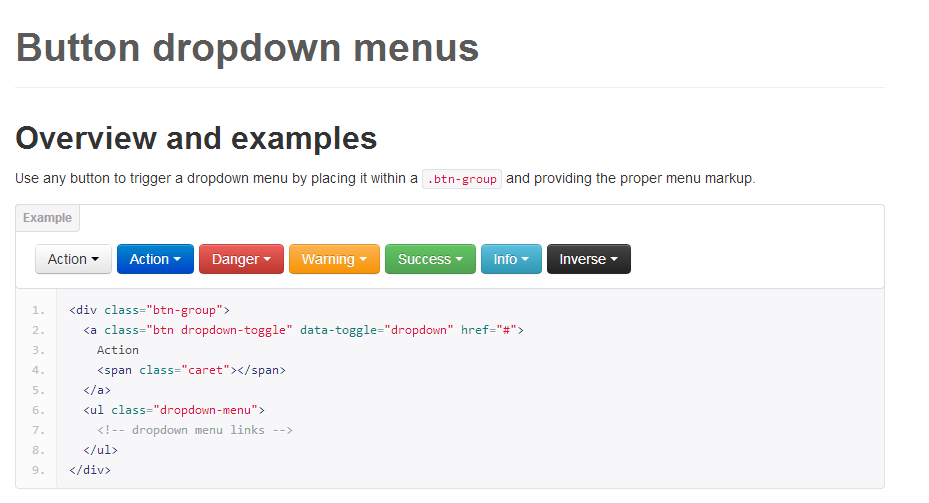 Button dropdown menus
Overview and examples
Use any button to trigger a dropdown menu by placing it within a .btn-group and providing the proper menu markup.
Example
Action Action Danger Warning Success Info Inverse
1. <div class="btn-group">
2.   <a class="btn dropdown-toggle" data-toggle="dropdown" href="#">
3.     Action
4.     <span class="caret"></span>
5.   </a>
6.   <ul class="dropdown-menu">
7.     <!-- dropdown menu links -->
8.   </ul>
9. </div>